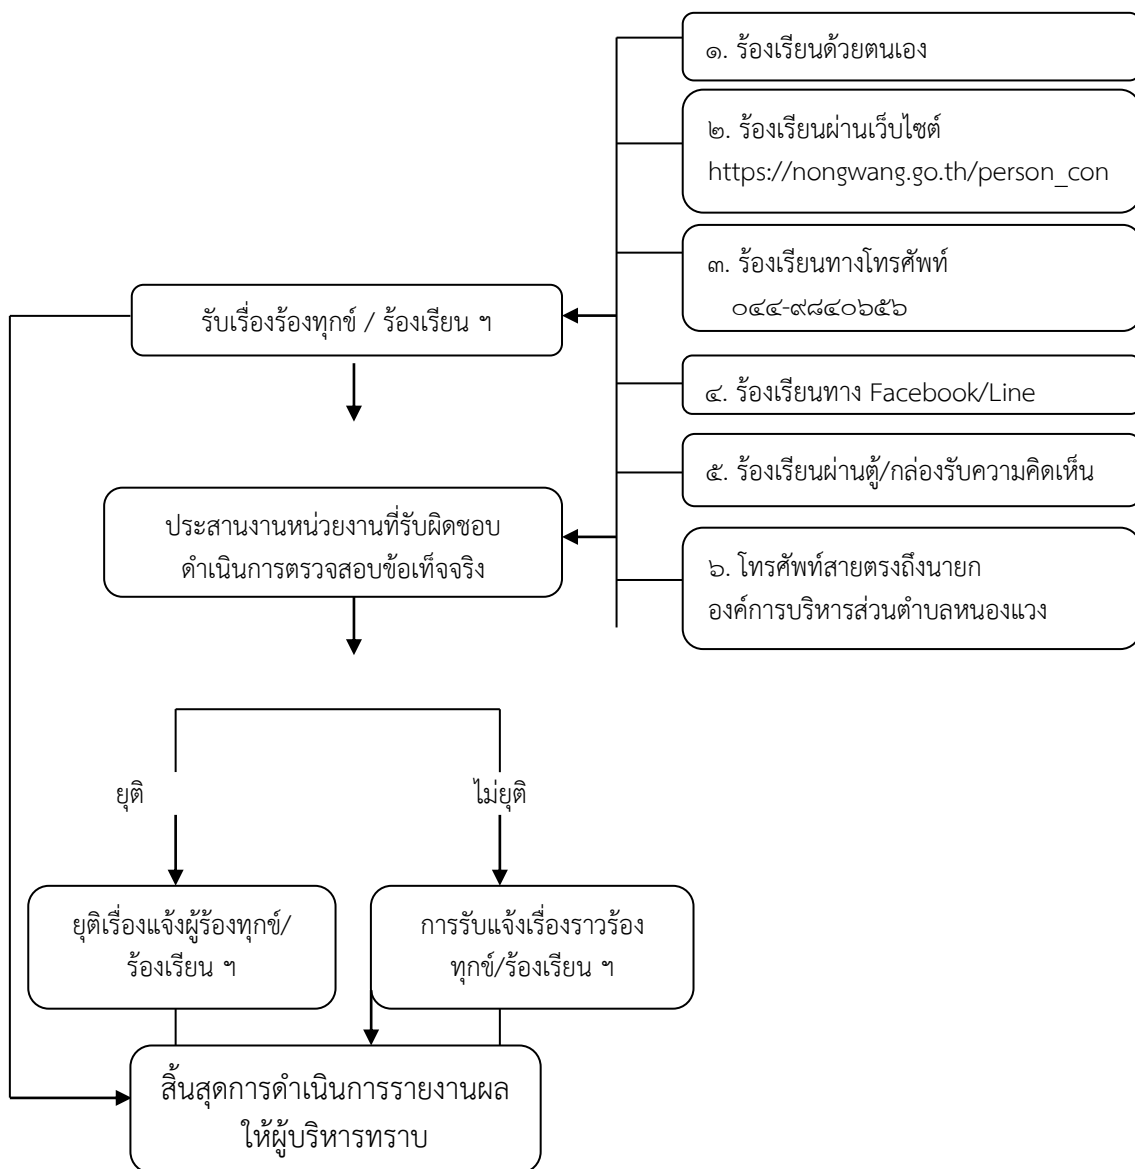 ๑. ร้องเรียนด้วยตนเอง
๒. ร้องเรียนผ่านเว็บไซต์
https://nongwang.go.th/person_con
๓. ร้องเรียนทางโทรศัพท์
๐๔๔-๙๘๔๐๖๕๖
รับเรื่องร้องทุกข์ / ร้องเรียน ฯ
๔. ร้องเรียนทาง Facebook/Line
๕. ร้องเรียนผ่านตู้/กล่องรับความคิดเห็น
ประสานงานหน่วยงานที่รับผิดชอบ
ดำเนินการตรวจสอบข้อเท็จจริง
๖. โทรศัพท์สายตรงถึงนายก
องค์การบริหารส่วนตำบลหนองแวง
ยุติ
ไม่ยุติ
ยุติเรื่องแจ้งผู้ร้องทุกข์/
ร้องเรียน ฯ
การรับแจ้งเรื่องราวร้อง
ทุกข์/ร้องเรียน ฯ
สิ้นสุดการดำเนินการรายงานผล
ให้ผู้บริหารทราบ